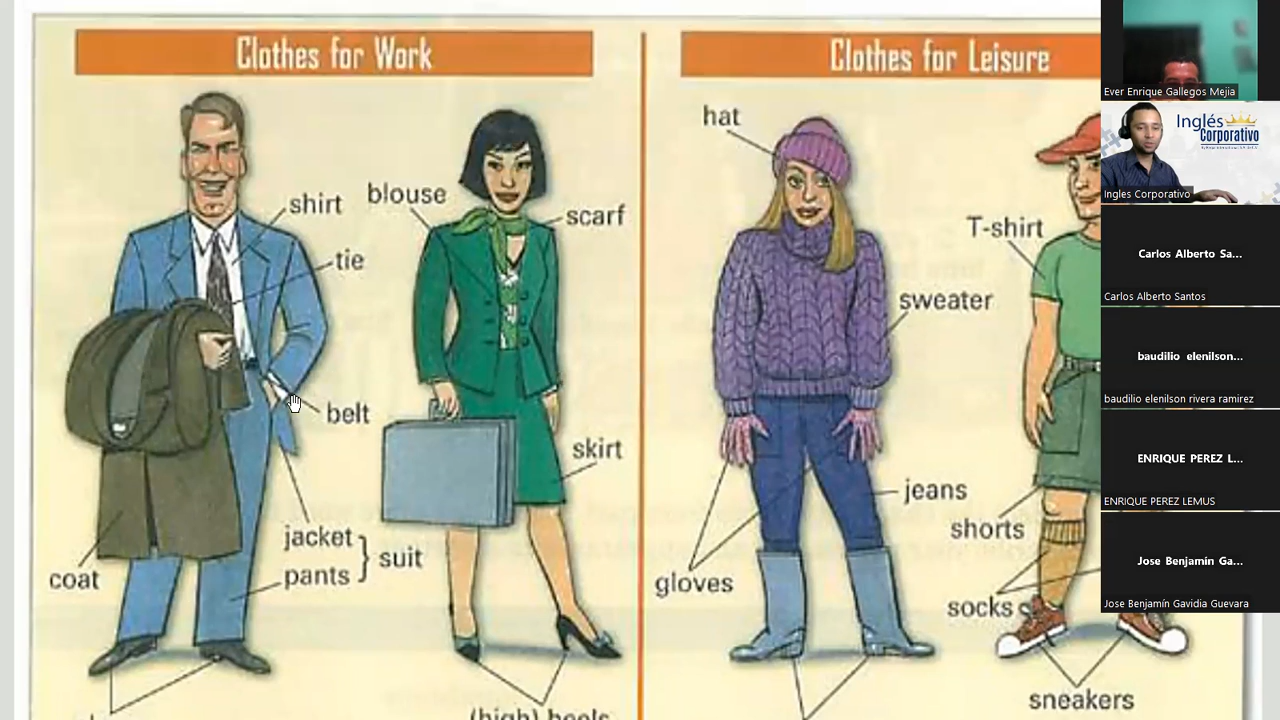 Clothes for Work
Clothes for Leisure
hat
shirt
blouse
scarf
tie
T-shirt
sweater
belt
skirt
jeans
jacket
pants
suit
coat
shorts
gloves
socks
sneakers
(high) heels
Ever Enrique Gallegos Mejia
Inglés
Corporativo
Ingles Corporativo
Carlos Alberto Sa...
Carlos Alberto Santos
baudilio elenilson...
baudilio elenilson rivera ramirez
ENRIQUE PEREZ L...
ENRIQUE PEREZ LEMUS
Jose Benjamín Ga...
Jose Benjamín Gavidia Guevara